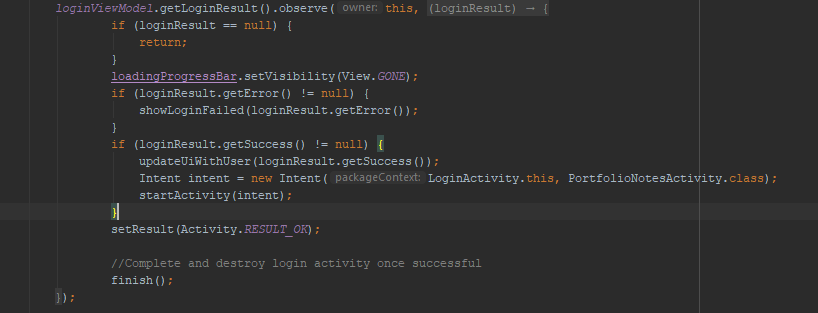 loginViewModel.getLoginResult().observe( owner: this, (loginResult) → {
if (loginResult == null) {
return;
}
loadingProgressBar.setVisibility(View.GONE);
if (loginResult.getError() != null) {
showLoginFailed(loginResult.getError());
}
if (loginResult.getSuccess() != null) {
updateUiWithUser(loginResult.getSuccess());
Intent intent = new Intent( packageContext: LoginActivity.this, PortfolioNotesActivity.class);
startActivity(intent);
}
setResult(Activity.RESULT_OK);
//Complete and destroy login activity once successful
finish();
});